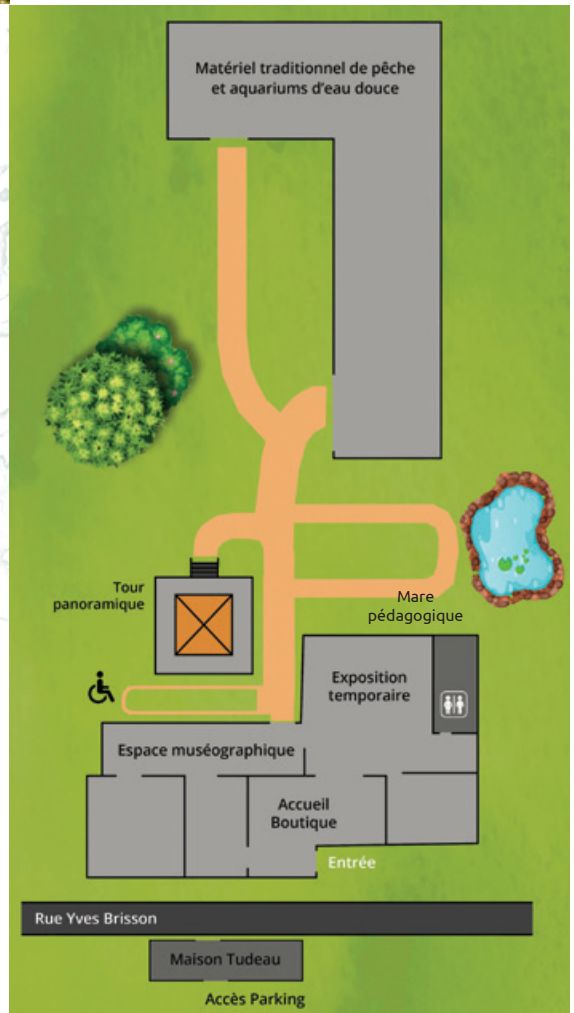 Matériel traditionnel de pêche
et aquariums d'eau douce
Tour
panoramique
Mare
pédagogique
Exposition
temporaire
Espace muséographique
Accueil
Boutique
Entrée
Rue Yves Brisson
Maison Tudeau
Accès Parking